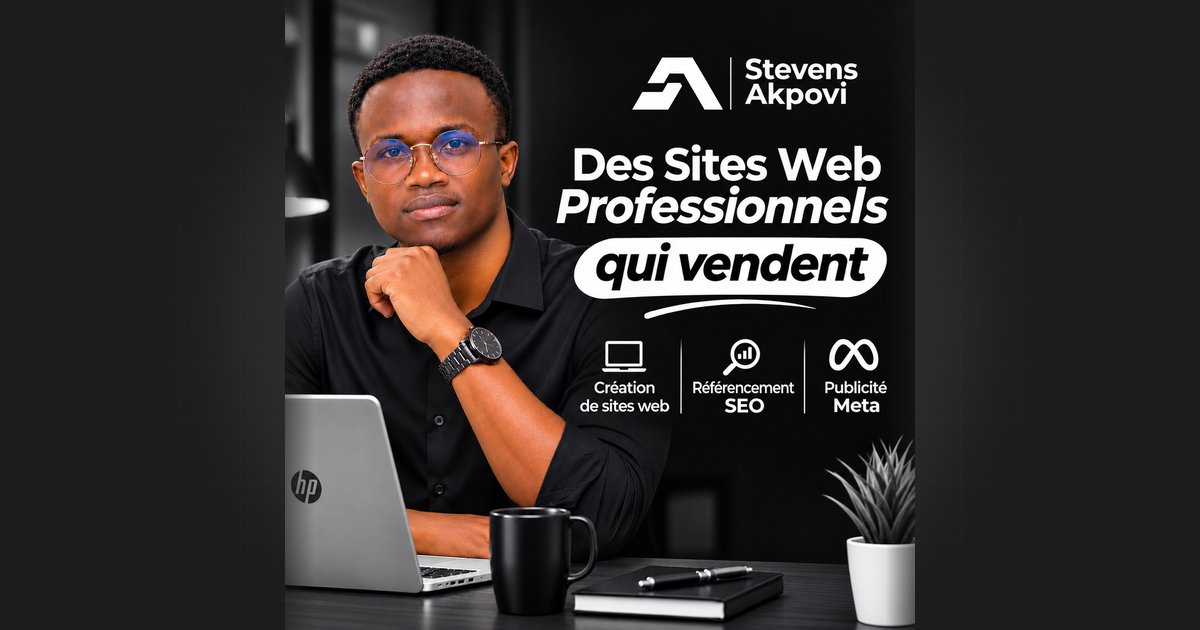 Stevens
Akpovi
Des Sites Web
Professionnels
qui vendent
Création
de sites web
Référencement
SEO
Publicité
Meta
hp